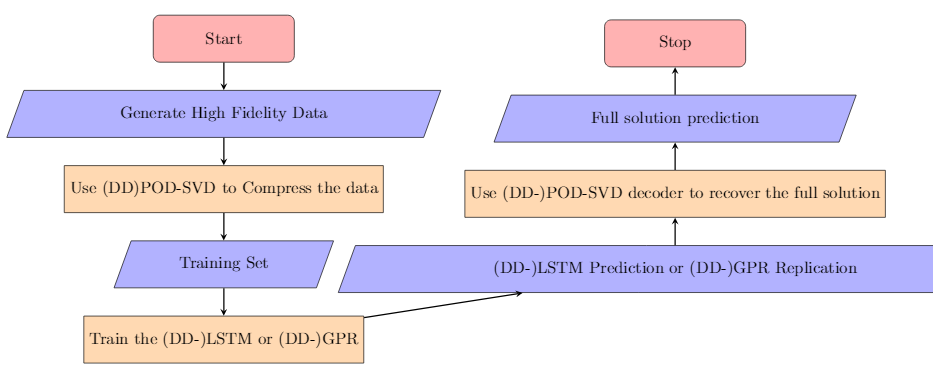 Start
Generate High Fidelity Data
Use (DD)POD-SVD to Compress the data
Training Set
Train the (DD-)LSTM or (DD-)GPR
Stop
Full solution prediction
Use (DD-)POD-SVD decoder to recover the full solution
(DD-)LSTM Prediction or (DD-)GPR Replication